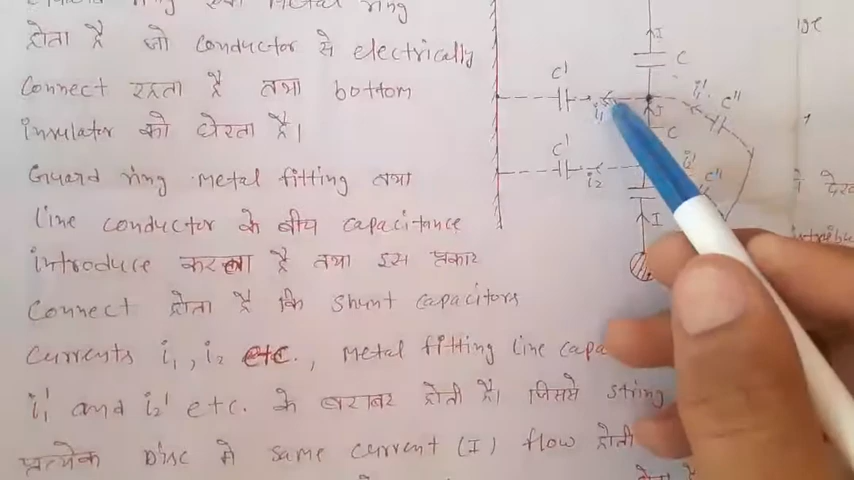 ring
होता है जो conductor से electrically
Connect रहता है तथा bottom
insulator को घेरता है।
Guard ring metal fitting तथा
line conductor के बीच capacitance
introduce करता है तथा इस प्रकार
Connect होता है कि shunt capacitors
Currents i₁, i₂ etc., metal fitting line
i₁' and i₂' etc. के बराबर होती है। जिससे string
प्रत्येक Disc मे same current (I) flow होती
I
C
C'
i₁
I
i₁'
C''
C
C'
i₂
i₂'
C''
I